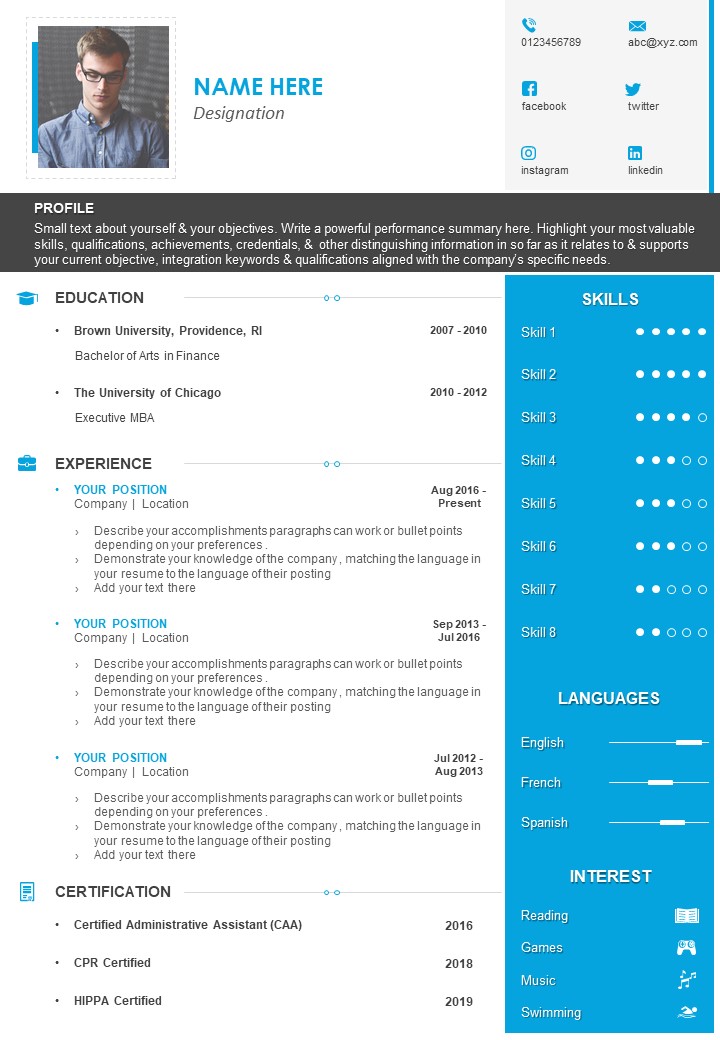 NAME HERE
Designation
0123456789
abc@xyz.com
facebook
twitter
instagram
linkedin
PROFILE
Small text about yourself & your objectives. Write a powerful performance summary here. Highlight your most valuable
skills, qualifications, achievements, credentials, & other distinguishing information in so far as it relates to & supports
your current objective, integration keywords & qualifications aligned with the company's specific needs.
EDUCATION
• Brown University, Providence, RI 2007 - 2010
Bachelor of Arts in Finance
• The University of Chicago 2010 - 2012
Executive MBA
EXPERIENCE
• YOUR POSITION Aug 2016 -
Company | Location Present
› Describe your accomplishments paragraphs can work or bullet points
depending on your preferences .
› Demonstrate your knowledge of the company, matching the language in
your resume to the language of their posting
› Add your text there
• YOUR POSITION Sep 2013 -
Company | Location Jul 2016
› Describe your accomplishments paragraphs can work or bullet points
depending on your preferences .
› Demonstrate your knowledge of the company, matching the language in
your resume to the language of their posting
› Add your text there
• YOUR POSITION Jul 2012 -
Company | Location Aug 2013
› Describe your accomplishments paragraphs can work or bullet points
depending on your preferences .
› Demonstrate your knowledge of the company, matching the language in
your resume to the language of their posting
› Add your text there
CERTIFICATION
• Certified Administrative Assistant (CAA) 2016
• CPR Certified 2018
• HIPPA Certified 2019
SKILLS
Skill 1
Skill 2
Skill 3
Skill 4
Skill 5
Skill 6
Skill 7
Skill 8
LANGUAGES
English
French
Spanish
INTEREST
Reading
Games
Music
Swimming